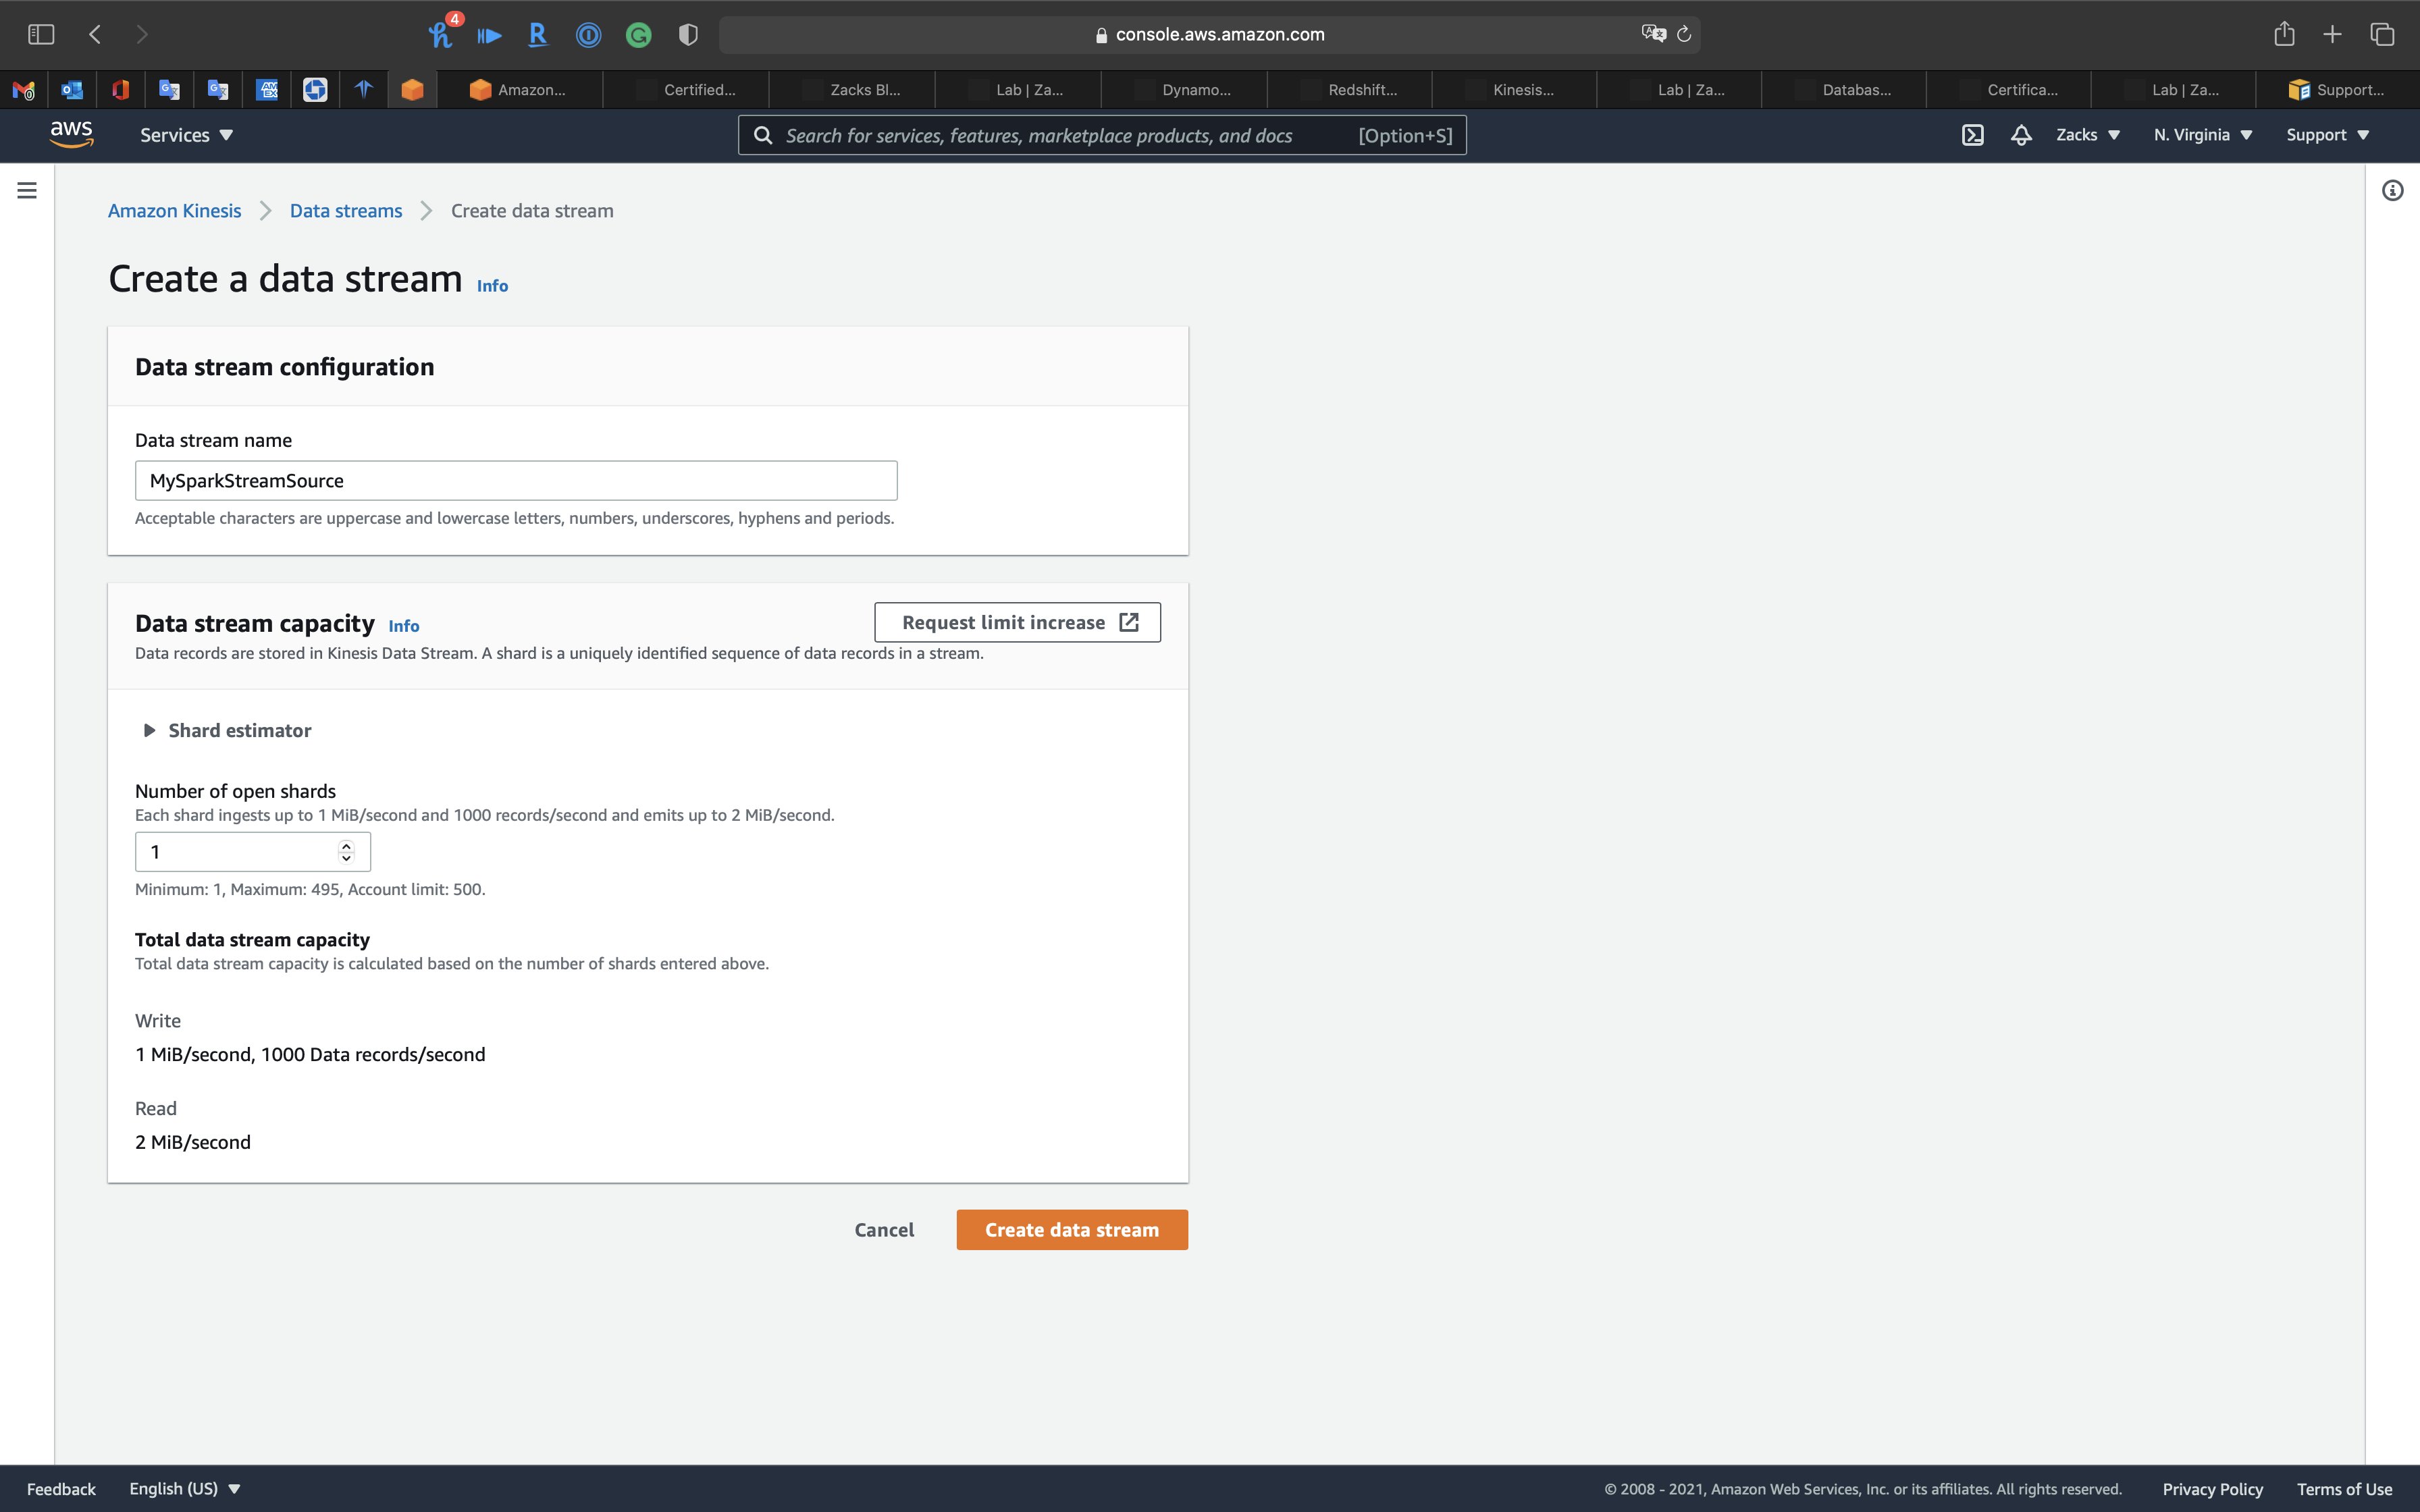 4
console.aws.amazon.com
Amazon...
Certified...
Zacks Bl...
Lab | Za...
Dynamo...
Redshift...
Kinesis...
Lab | Za...
Databas...
Certifica...
Lab | Za...
Support...
aws
Services
Search for services, features, marketplace products, and docs [Option+S]
Zacks
N. Virginia
Support
Amazon Kinesis
Data streams
Create data stream
Create a data stream Info
Data stream configuration
Data stream name
MySparkStreamSource
Acceptable characters are uppercase and lowercase letters, numbers, underscores, hyphens and periods.
Data stream capacity Info
Request limit increase
Data records are stored in Kinesis Data Stream. A shard is a uniquely identified sequence of data records in a stream.
Shard estimator
Number of open shards
Each shard ingests up to 1 MiB/second and 1000 records/second and emits up to 2 MiB/second.
1
Minimum: 1, Maximum: 495, Account limit: 500.
Total data stream capacity
Total data stream capacity is calculated based on the number of shards entered above.
Write
1 MiB/second, 1000 Data records/second
Read
2 MiB/second
Cancel
Create data stream
Feedback
English (US)
© 2008 - 2021, Amazon Web Services, Inc. or its affiliates. All rights reserved.
Privacy Policy
Terms of Use